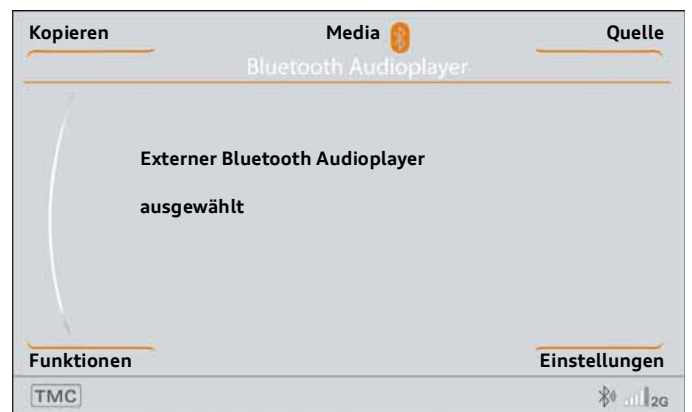 Kopieren Media Quelle
Bluetooth Audioplayer
Externer Bluetooth Audioplayer
ausgewählt
Funktionen Einstellungen
TMC 2G